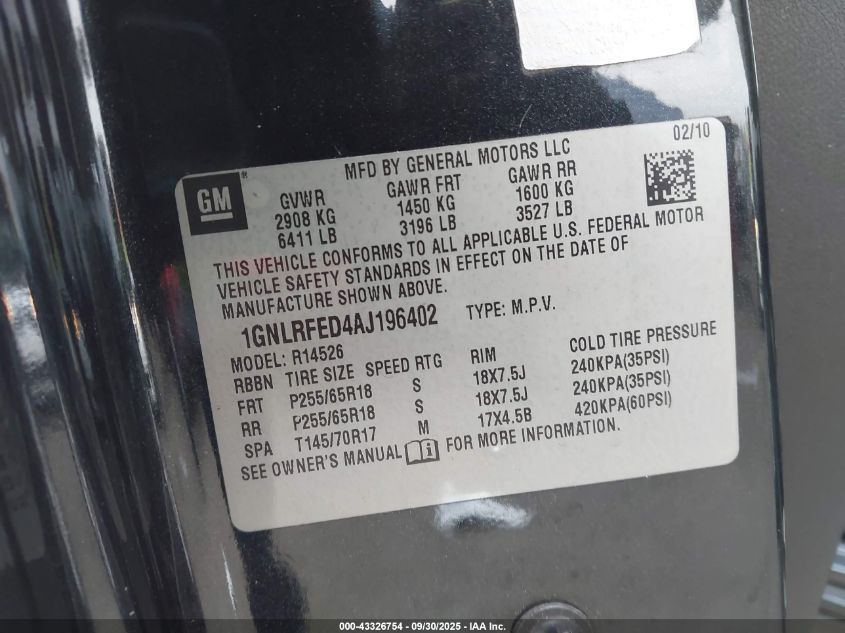 02/10
MFD BY GENERAL MOTORS LLC
GM®
GVWR GAWR FRT GAWR RR
2908 KG 1450 KG 1600 KG
6411 LB 3196 LB 3527 LB
THIS VEHICLE CONFORMS TO ALL APPLICABLE U.S. FEDERAL MOTOR
VEHICLE SAFETY STANDARDS IN EFFECT ON THE DATE OF
MANUFACTURE SHOWN ABOVE.
1GNLRFED4AJ196402 TYPE: M.P.V.
MODEL: R14526
RBBN TIRE SIZE SPEED RTG RIM COLD TIRE PRESSURE
FRT P255/65R18 S 18X7.5J 240KPA(35PSI)
RR P255/65R18 S 18X7.5J 240KPA(35PSI)
SPA T145/70R17 M 17X4.5B 420KPA(60PSI)
SEE OWNER'S MANUAL FOR MORE INFORMATION.
000-43326754 - 09/30/2025 - IAA Inc.